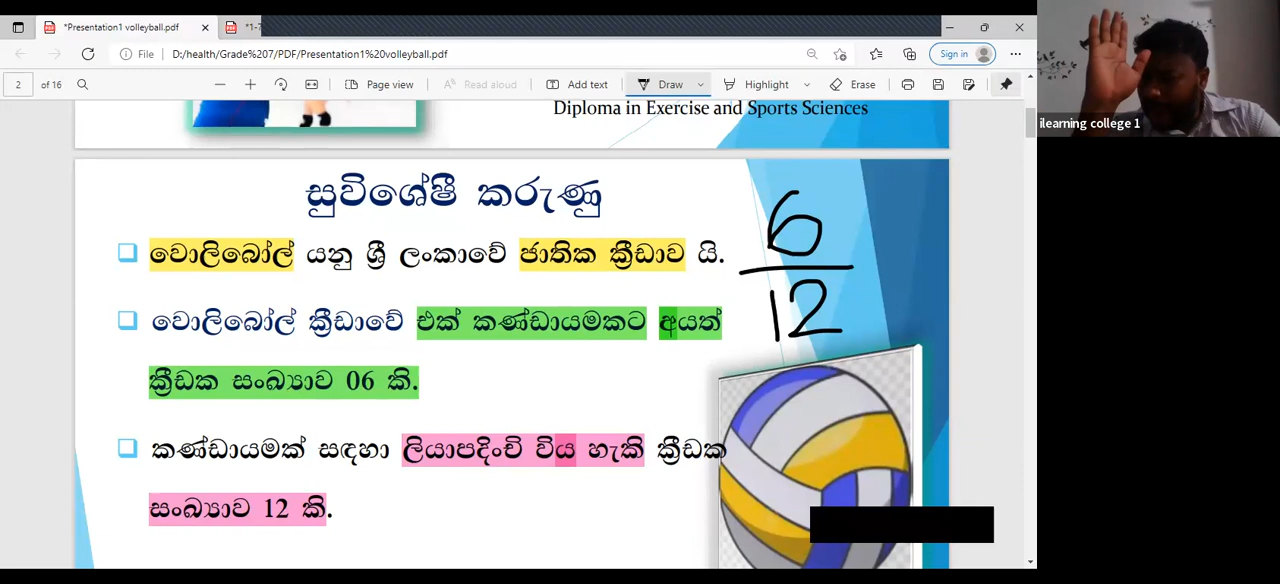 *Presentation1 volleyball.pdf
*1-7
File D:/health/Grade%207/PDF/Presentation1%20volleyball.pdf Sign in
2 of 16 Page view Read aloud Add text Draw Highlight Erase
ilearning college 1
Diploma in Exercise and Sports Sciences
සුවිශේෂී කරුණු
වොලිබෝල් යනු ශ්‍රී ලංකාවේ ජාතික ක්‍රීඩාව යි.
වොලිබෝල් ක්‍රීඩාවේ එක් කණ්ඩායමකට අයත්
ක්‍රීඩක සංඛ්‍යාව 06 කි.
කණ්ඩායමක් සඳහා ලියාපදිංචි විය හැකි ක්‍රීඩක
සංඛ්‍යාව 12 කි.
6
12